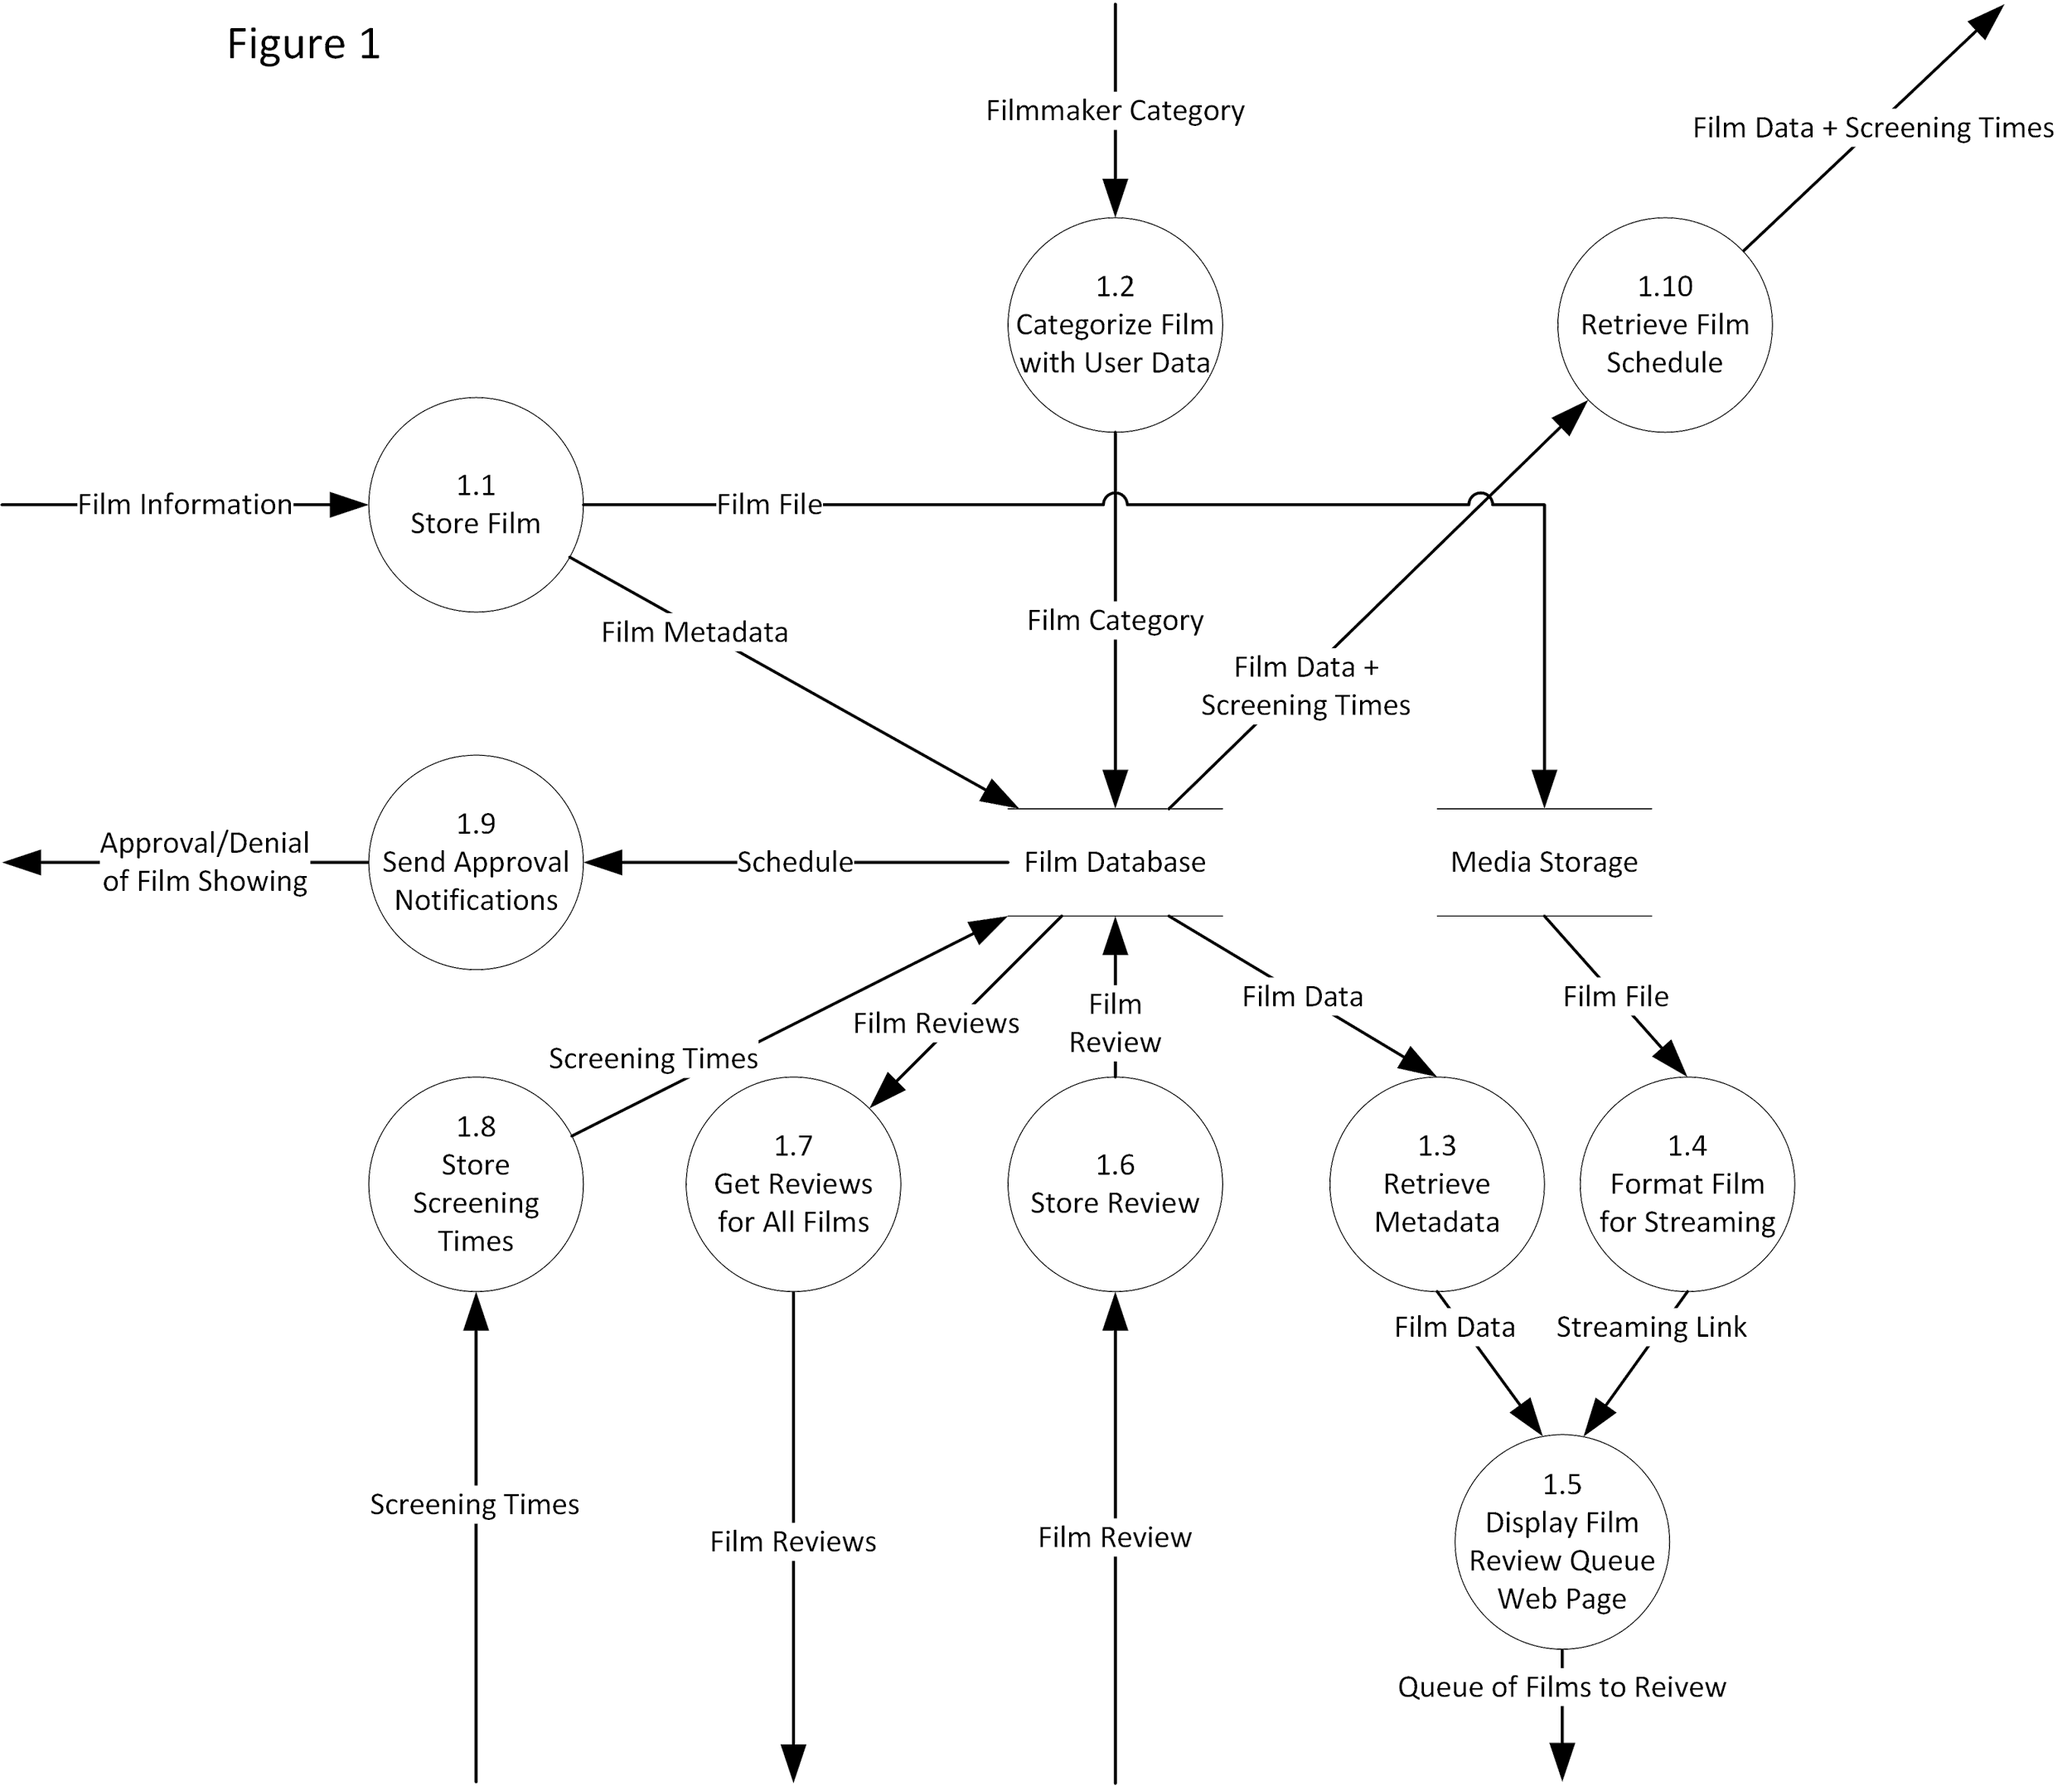 Figure 1
Filmmaker Category
Film Data + Screening Times
1.2
Categorize Film
with User Data
1.10
Retrieve Film
Schedule
1.1
Store Film
Film Information
Film File
Film Metadata
Film Category
Film Data +
Screening Times
1.9
Send Approval
Notifications
Approval/Denial
of Film Showing
Schedule
Film Database
Media Storage
Screening Times
Film Reviews
Film
Review
Film Data
Film File
1.8
Store
Screening
Times
1.7
Get Reviews
for All Films
1.6
Store Review
1.3
Retrieve
Metadata
1.4
Format Film
for Streaming
Film Data
Streaming Link
Screening Times
Film Reviews
Film Review
1.5
Display Film
Review Queue
Web Page
Queue of Films to Reivew